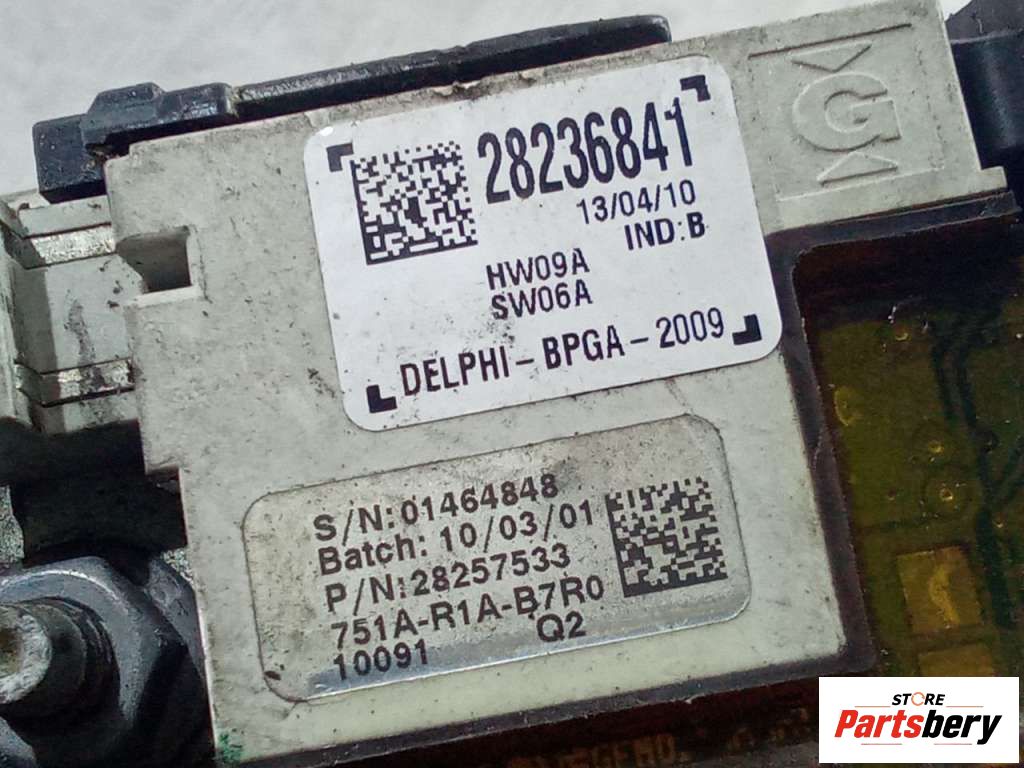 G
28236841
13/04/10
IND:B
HW09A
SW06A
DELPHI-BPGA-2009
S/N:01464848
Batch: 10/03/01
P/N:28257533
751A-R1A-B7R0
10091 Q2
STORE
Partsbery